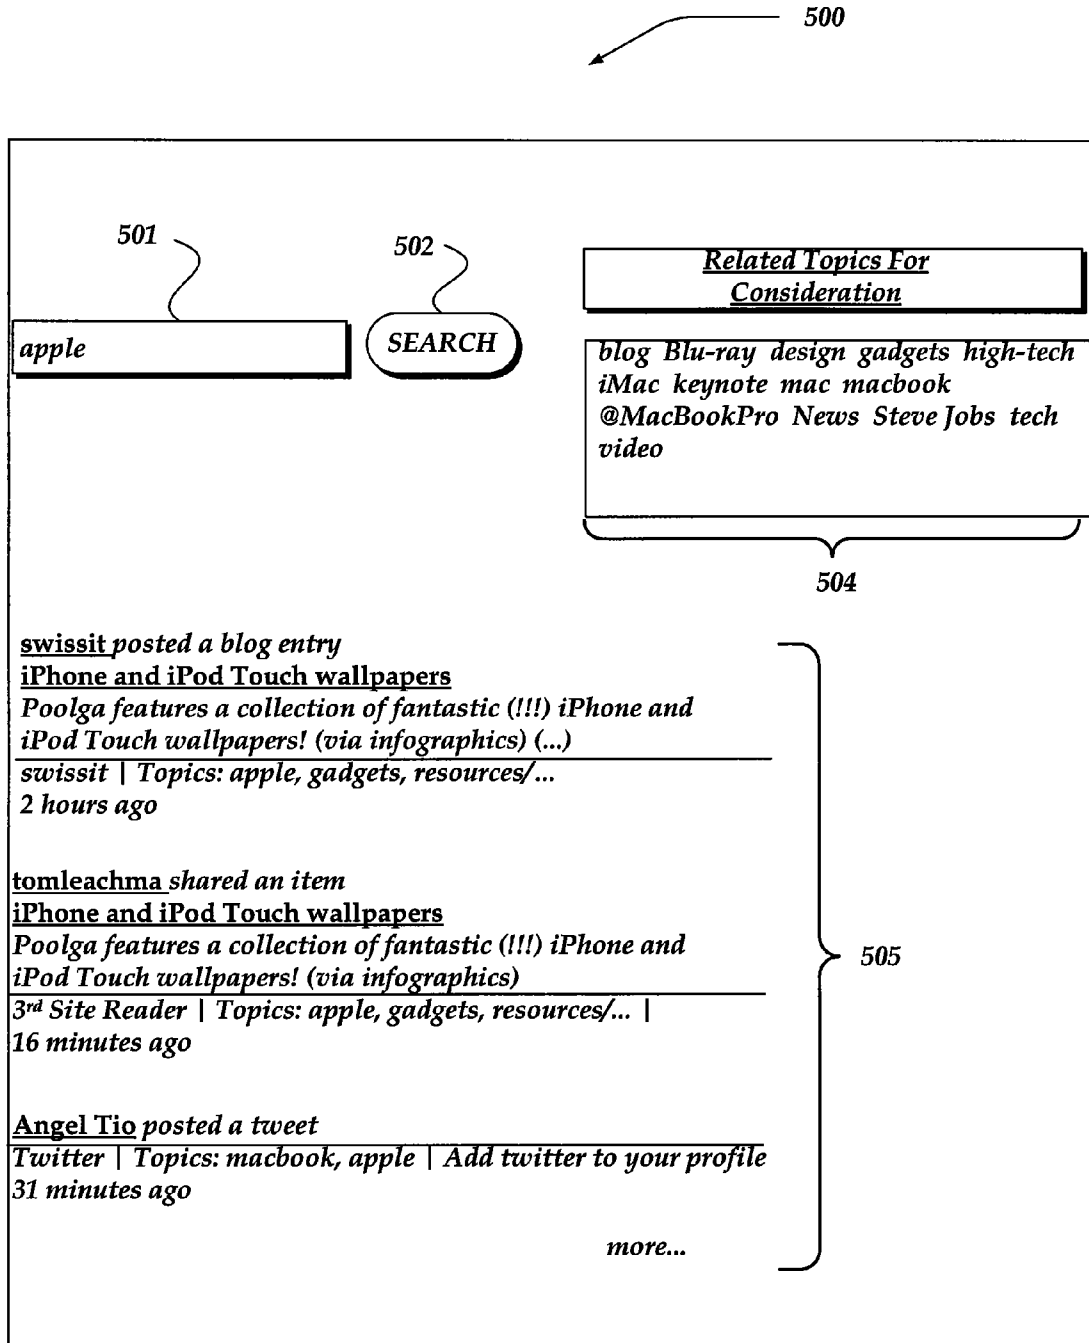 500
501
502
Related Topics For
Consideration
apple
SEARCH
blog Blu-ray design gadgets high-tech
iMac keynote mac macbook
@MacBookPro News Steve Jobs tech
video
504
swissit posted a blog entry
iPhone and iPod Touch wallpapers
Poolga features a collection of fantastic (!!!) iPhone and
iPod Touch wallpapers! (via infographics) (...)
swissit | Topics: apple, gadgets, resources/...
2 hours ago
tomleachma shared an item
iPhone and iPod Touch wallpapers
Poolga features a collection of fantastic (!!!) iPhone and
iPod Touch wallpapers! (via infographics)
505
3rd Site Reader | Topics: apple, gadgets, resources/... |
16 minutes ago
Angel Tio posted a tweet
Twitter | Topics: macbook, apple | Add twitter to your profile
31 minutes ago
more...